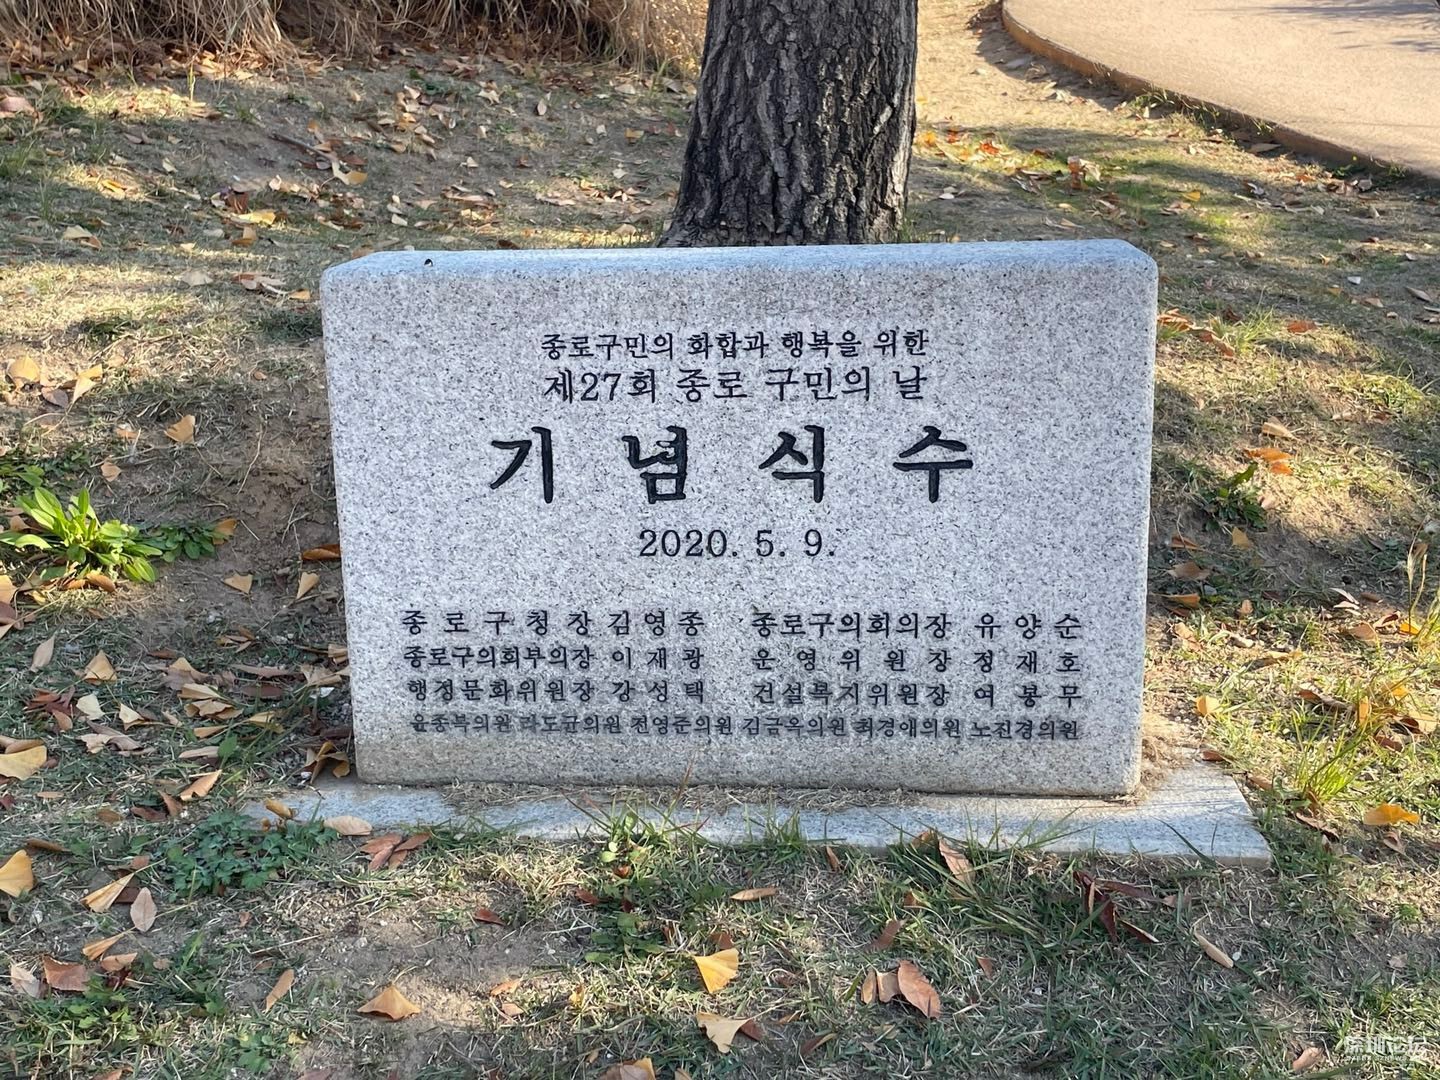 종로구민의 화합과 행복을 위한
제27회 종로 구민의 날
기념식수
2020. 5. 9.
종로구청장 김영종 종로구의회의장 유양순
종로구의회부의장 이재광 운영위원장 정재호
행정문화위원장 강성택 건설복지위원장 여봉무
윤종복의원 라도균의원 전영준의원 김금옥의원 최경애의원 노진경의원